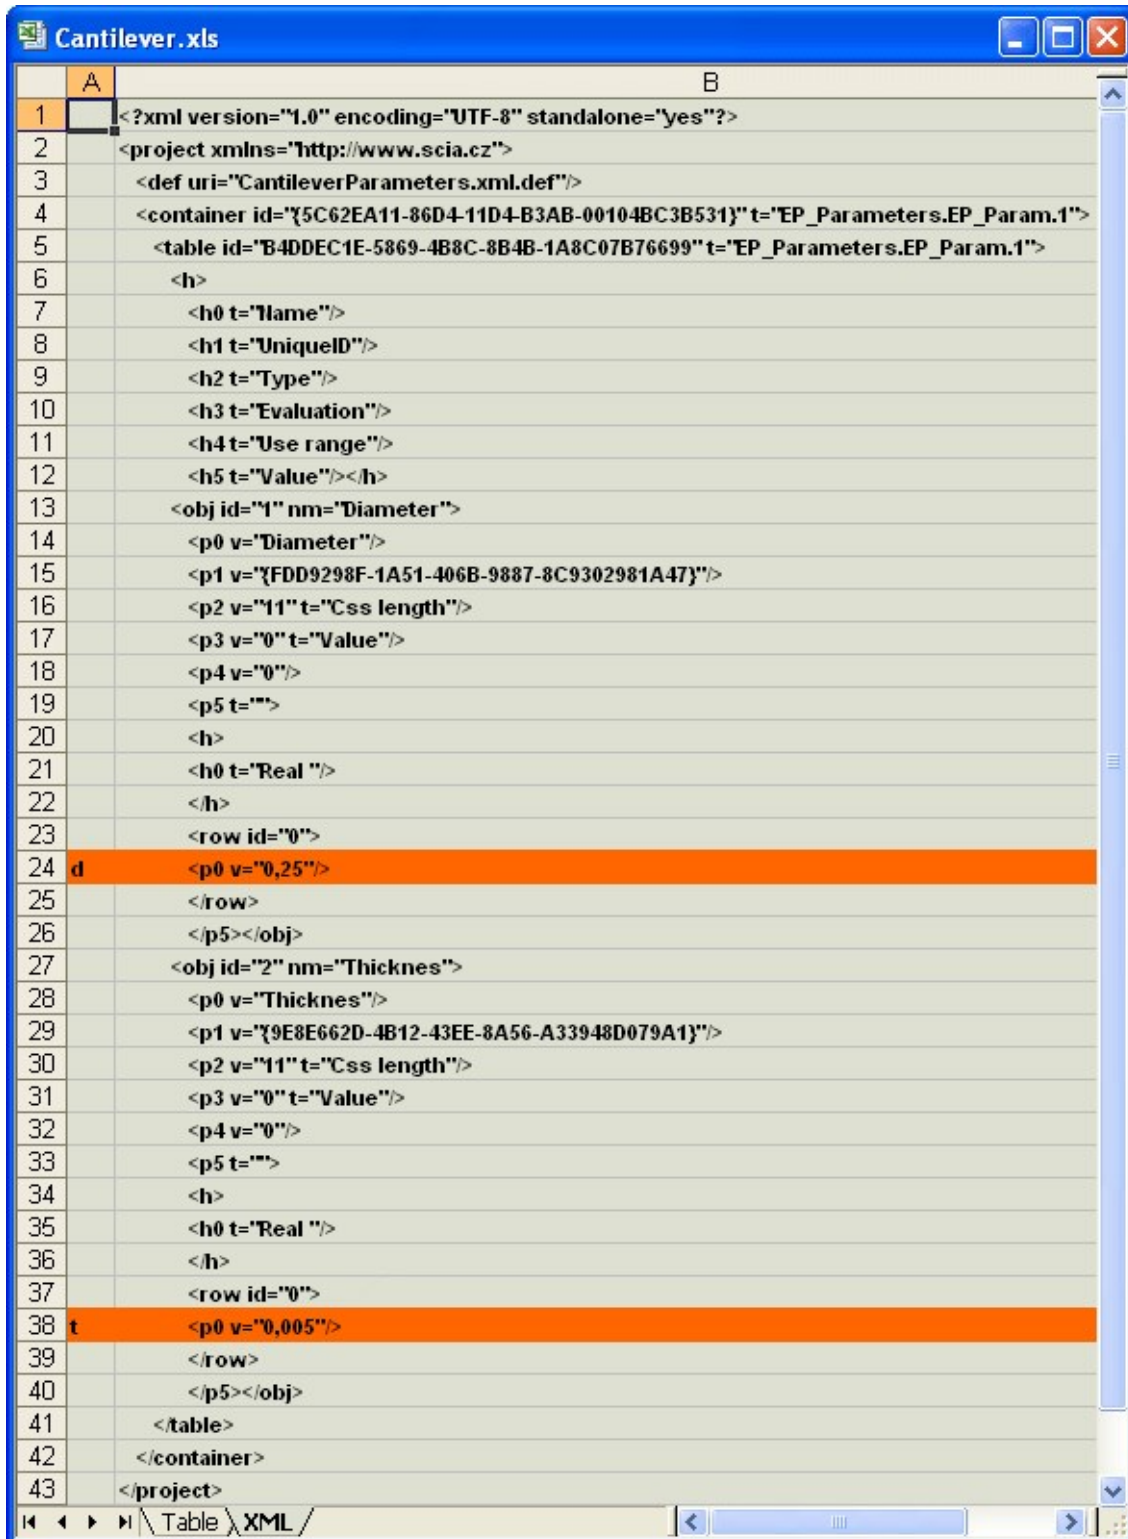 Cantilever.xls
A B
1 <?xml version="1.0" encoding="UTF-8" standalone="yes"?>
2 <project xmlns="http://www.scia.cz">
3 <def uri="CantileverParameters.xml.def"/>
4 <container id="{5C62EA11-86D4-11D4-B3AB-00104BC3B531}" t="EP_Parameters.EP_Param.1">
5 <table id="B4DDEC1E-5869-4B8C-8B4B-1A8C07B76699" t="EP_Parameters.EP_Param.1">
6 <h>
7 <h0 t="Name"/>
8 <h1 t="UniqueID"/>
9 <h2 t="Type"/>
10 <h3 t="Evaluation"/>
11 <h4 t="Use range"/>
12 <h5 t="Value"/></h>
13 <obj id="1" nm="Diameter">
14 <p0 v="Diameter"/>
15 <p1 v="{FDD9298F-1A51-406B-9887-8C9302981A47}"/>
16 <p2 v="11" t="Css length"/>
17 <p3 v="0" t="Value"/>
18 <p4 v="0"/>
19 <p5 t="">
20 <h>
21 <h0 t="Real "/>
22 </h>
23 <row id="0">
24 d <p0 v="0,25"/>
25 </row>
26 </p5></obj>
27 <obj id="2" nm="Thicknes">
28 <p0 v="Thicknes"/>
29 <p1 v="{9E8E662D-4B12-43EE-8A56-A33948D079A1}"/>
30 <p2 v="11" t="Css length"/>
31 <p3 v="0" t="Value"/>
32 <p4 v="0"/>
33 <p5 t="">
34 <h>
35 <h0 t="Real "/>
36 </h>
37 <row id="0">
38 t <p0 v="0,005"/>
39 </row>
40 </p5></obj>
41 </table>
42 </container>
43 </project>
Table XML